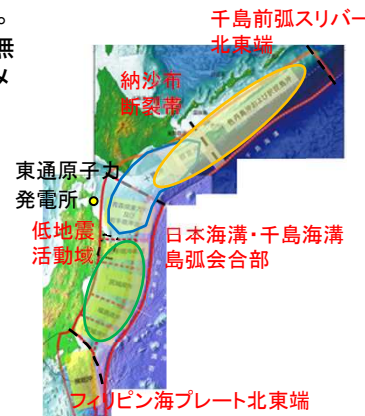 千島前弧スリバー
北東端
。
無
み
納沙布
断裂帯
東通原子力
発電所
低地震
活動域
日本海溝・千島海溝
島弧会合部
フィリピン海プレート北東端